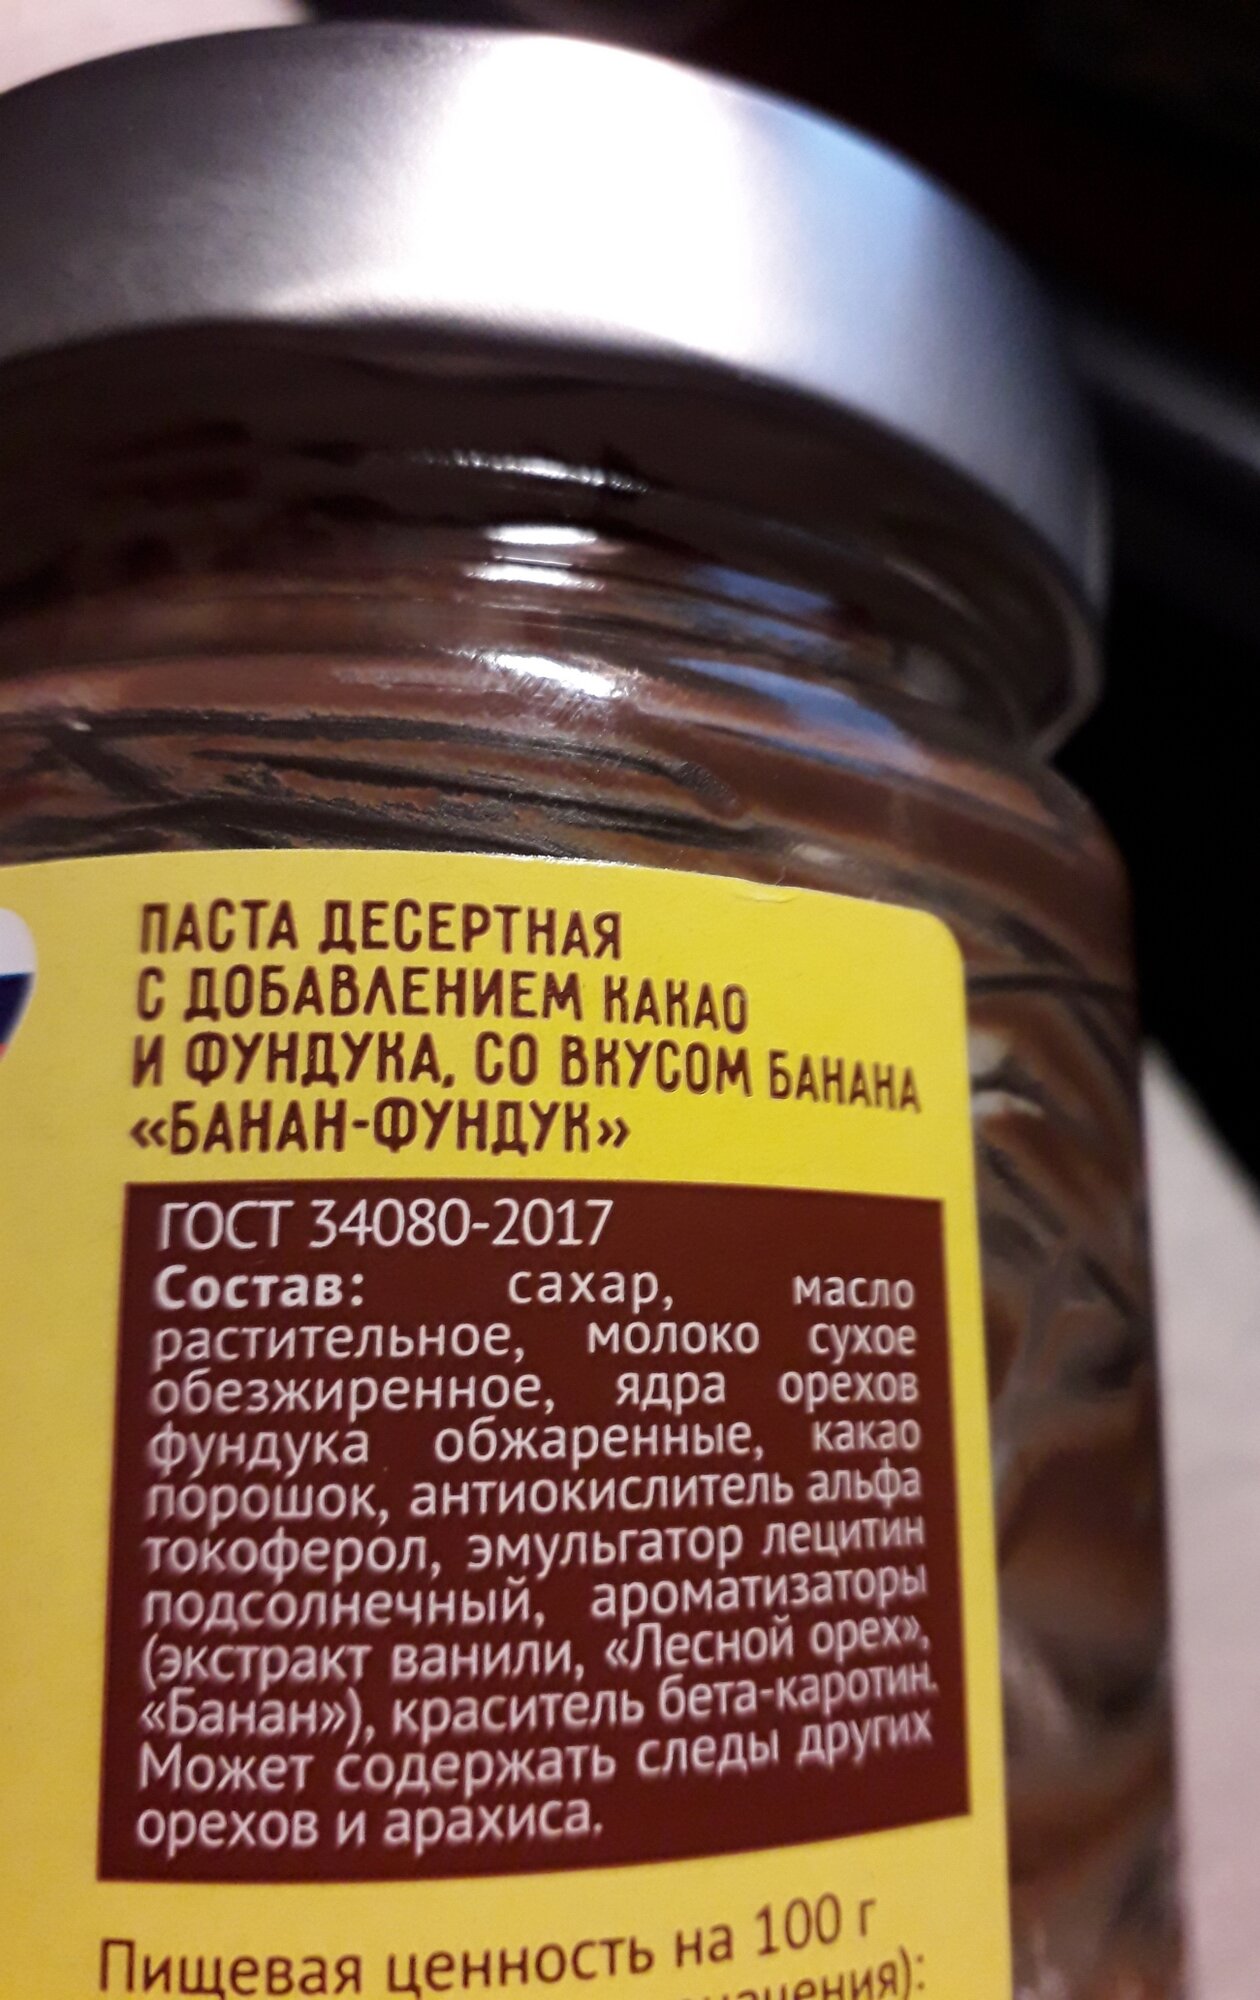 ПАСТА ДЕСЕРТНАЯ
С ДОБАВЛЕНИЕМ КАКАО
И ФУНДУКА, СО ВКУСОМ БАНАНА
«БАНАН-ФУНДУК»
ГОСТ 34080-2017
Состав: сахар, масло
растительное, молоко сухое
обезжиренное, ядра орехов
фундука обжаренные, какао
порошок, антиокислитель альфа
токоферол, эмульгатор лецитин
подсолнечный, ароматизаторы
(экстракт ванили, «Лесной орех»,
«Банан»), краситель бета-каротин.
Может содержать следы других
орехов и арахиса.
Пищевая ценность на 100 г